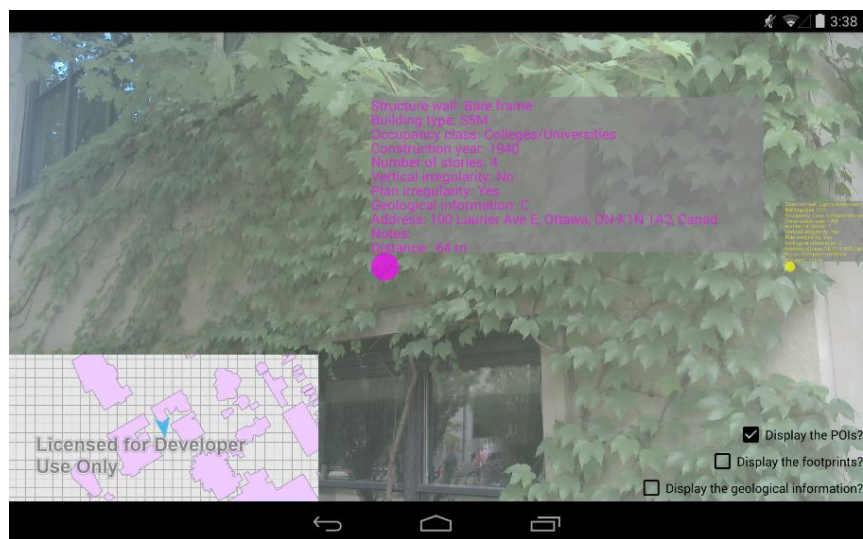 3:38
Structure wall: Bare frame
Building type: S5M
Occupancy class: Colleges/Universities
Construction year: 1940
Number of stories: 4
Vertical irregularity: No
Plan irregularity: Yes
Geological information: C
Address: 100 Laurier Ave E, Ottawa, ON K1N 1A2, Canad
Notes:
Distance : 64 m
Licensed for Developer
Use Only
Display the POIs?
Display the footprints?
Display the geological information?